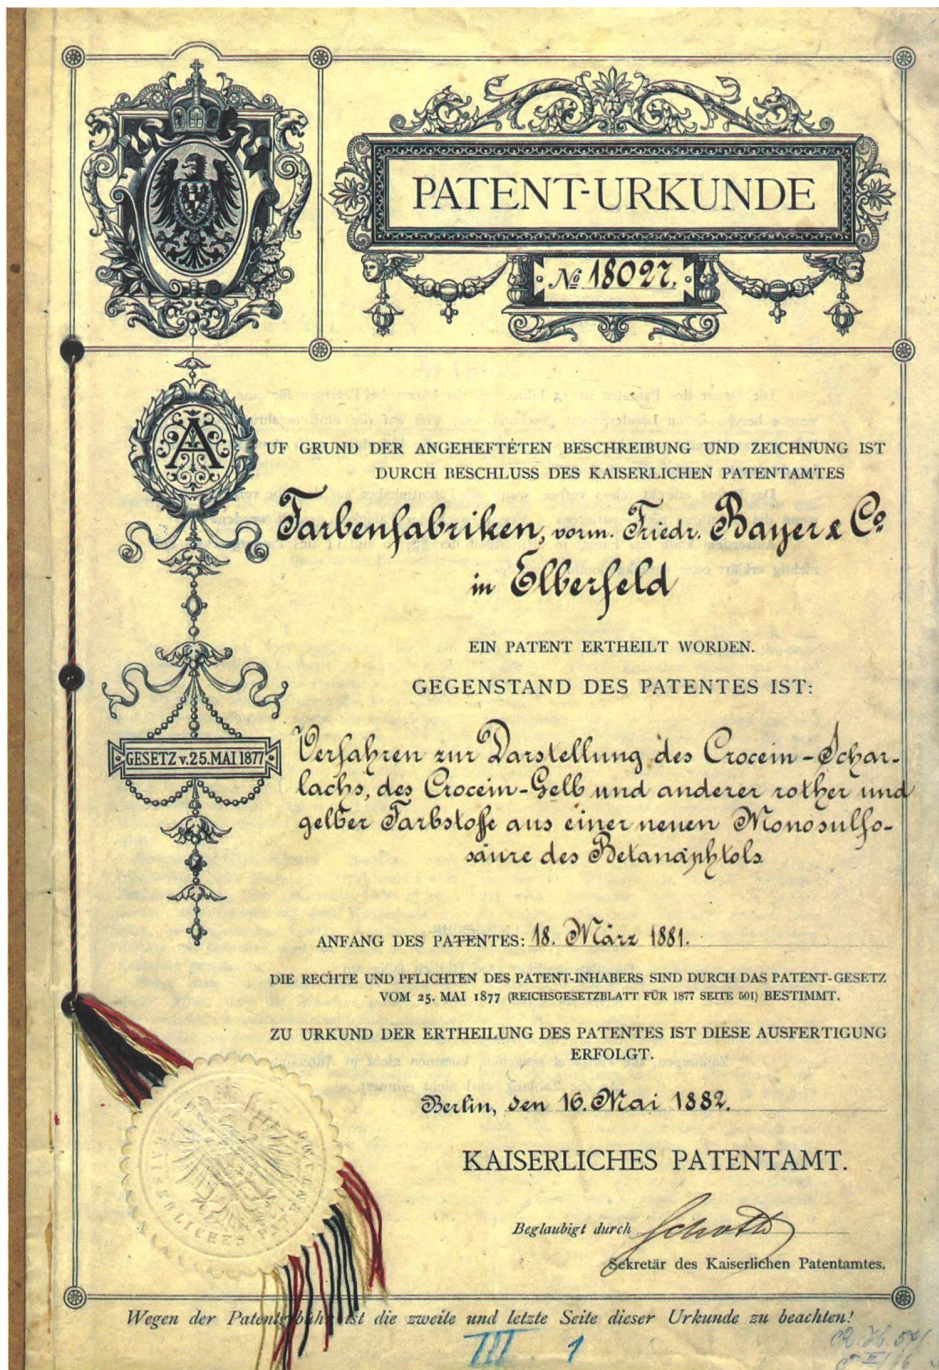 PATENT-URKUNDE
№ 18027.
AUF GRUND DER ANGEHEFTETEN BESCHREIBUNG UND ZEICHNUNG IST
DURCH BESCHLUSS DES KAISERLICHEN PATENTAMTES
Farbenfabriken, vorm. Friedr. Bayer & Co
in Elberfeld
EIN PATENT ERTHEILT WORDEN.
GEGENSTAND DES PATENTES IST:
GESETZ v. 25. MAI 1877
Verfahren zur Darstellung des Crocein-Schar-
lachs, des Crocein-Gelb und anderer rother und
gelber Farbstoffe aus einer neuen Monosulfo-
säure des Betanaphtols
ANFANG DES PATENTES: 18. März 1881.
DIE RECHTE UND PFLICHTEN DES PATENT-INHABERS SIND DURCH DAS PATENT-GESETZ
VOM 25. MAI 1877 (REICHSGESETZBLATT FÜR 1877 SEITE 501) BESTIMMT.
ZU URKUND DER ERTHEILUNG DES PATENTES IST DIESE AUSFERTIGUNG
ERFOLGT.
Berlin, den 16. Mai 1882.
KAISERLICHES PATENTAMT.
KAISERLICHES PATENTAMT
Beglaubigt durch
Sekretär des Kaiserlichen Patentamtes.
Wegen der Patentgebühr ist die zweite und letzte Seite dieser Urkunde zu beachten!
III 1